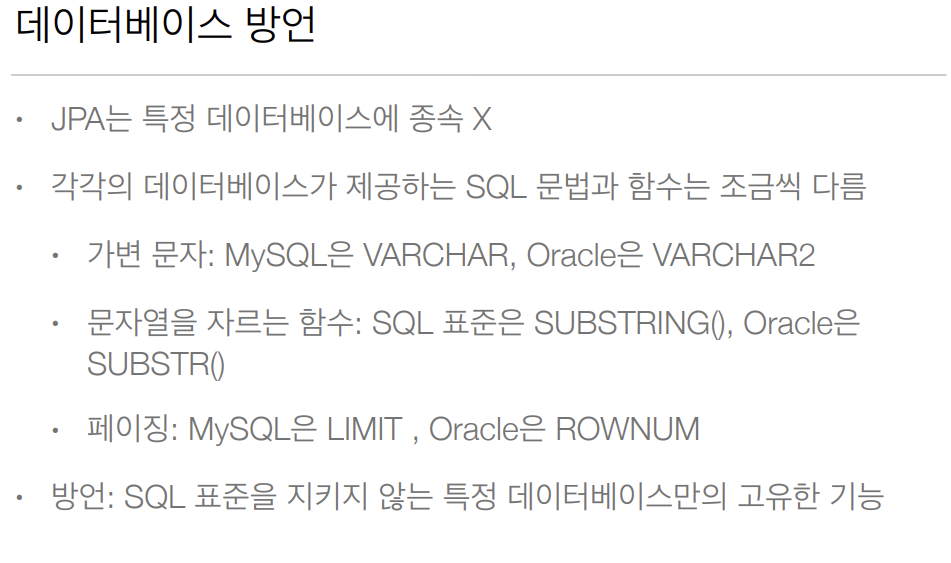 데이터베이스 방언
• JPA는 특정 데이터베이스에 종속 X
• 각각의 데이터베이스가 제공하는 SQL 문법과 함수는 조금씩 다름
• 가변 문자: MySQL은 VARCHAR, Oracle은 VARCHAR2
• 문자열을 자르는 함수: SQL 표준은 SUBSTRING(), Oracle은
SUBSTR()
• 페이징: MySQL은 LIMIT , Oracle은 ROWNUM
• 방언: SQL 표준을 지키지 않는 특정 데이터베이스만의 고유한 기능